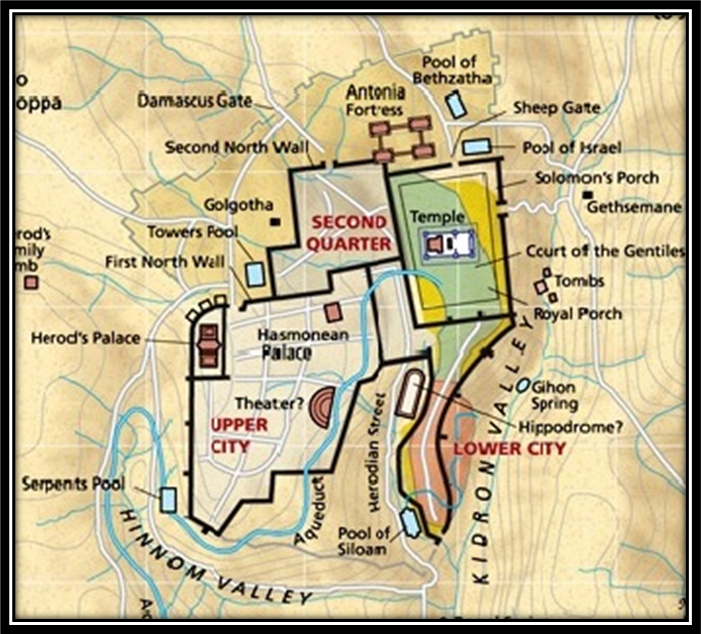 Pool of
Bethzatha
Damascus Gate
Antonia
Fortress
Sheep Gate
Second North Wall
Pool of Israel
Solomon's Porch
Golgotha
Gethsemane
SECOND
QUARTER
Temple
Towers Pool
Court of the Gentiles
First North Wall
Tombs
Royal Porch
Herod's Palace
Hasmonean
Palace
Gihon
Spring
Theater?
Hippodrome?
UPPER
CITY
LOWER CITY
Herodian Street
KIDRON VALLEY
Serpents Pool
Aqueduct
Pool of
Siloam
HINNOM VALLEY